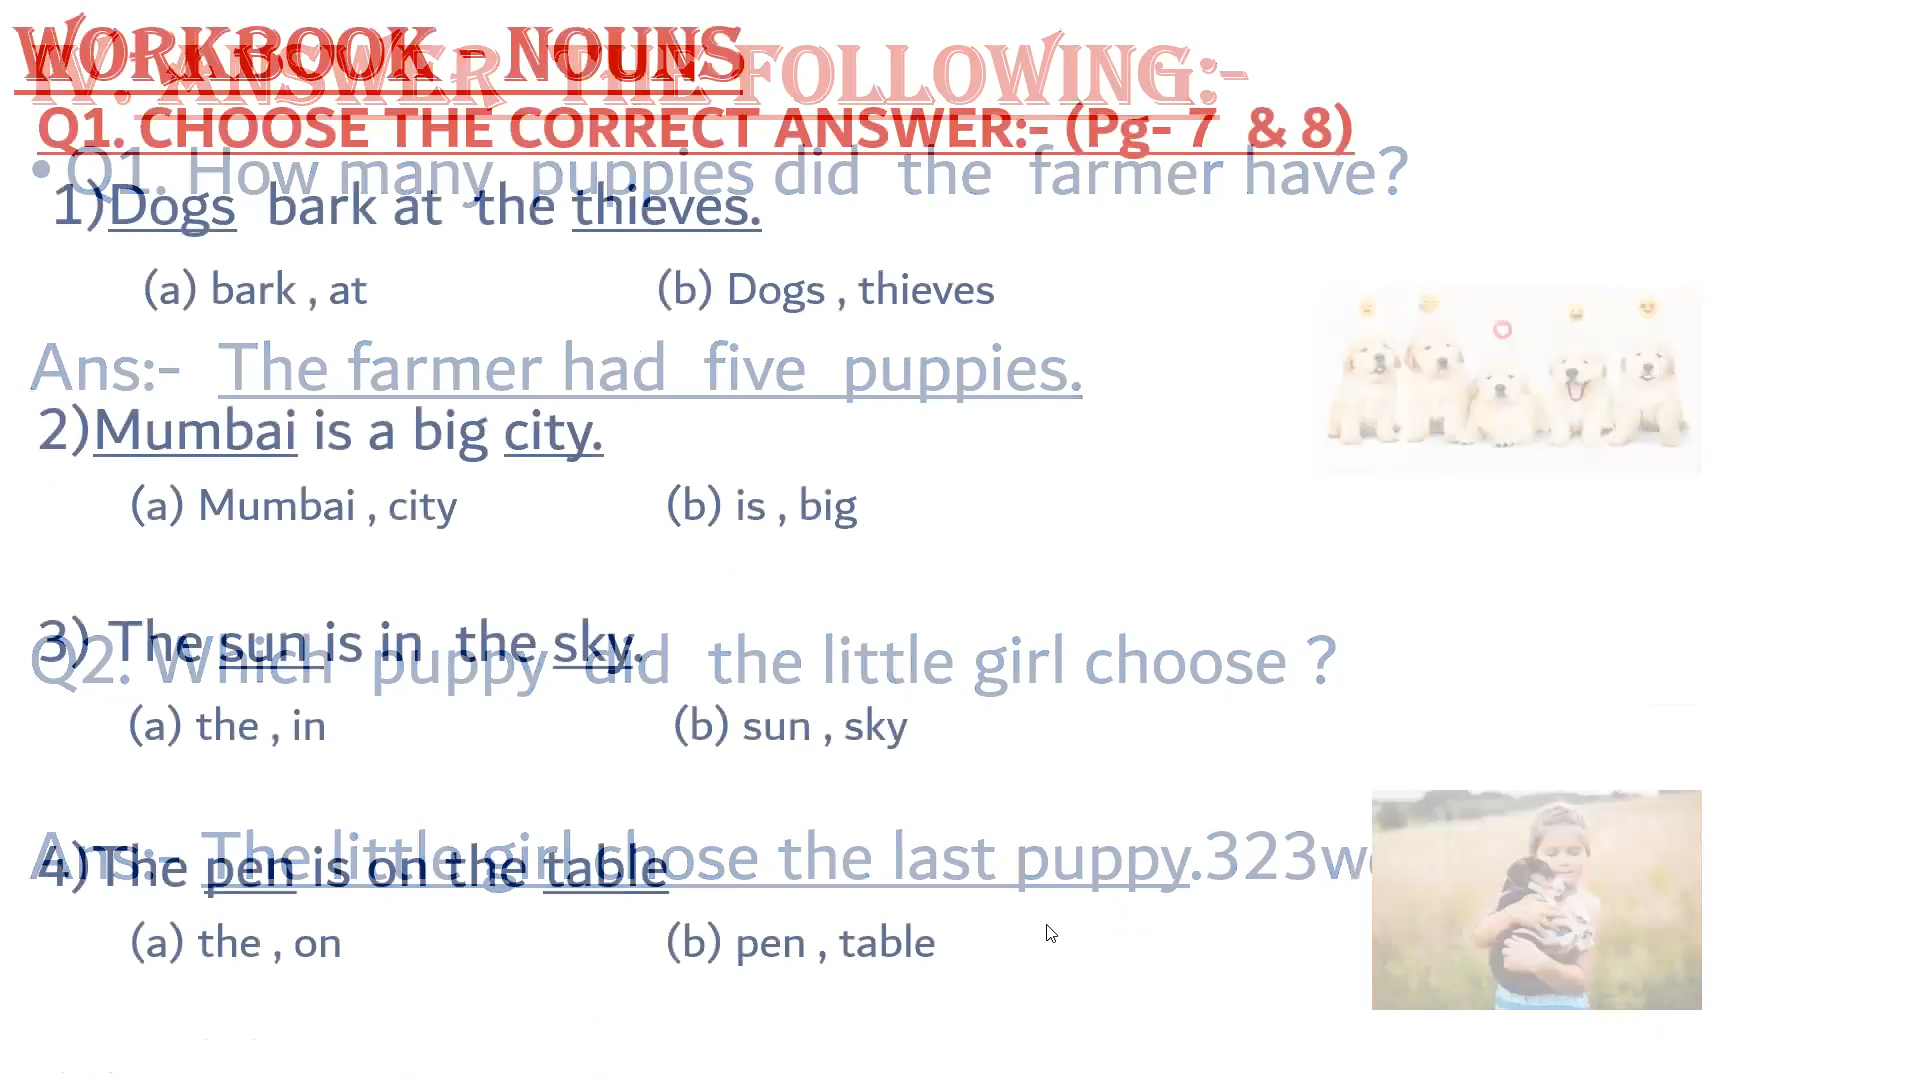 WORKBOOK - NOUNS
IV. ANSWER THE FOLLOWING:-
Q1. CHOOSE THE CORRECT ANSWER:- (Pg- 7 & 8)
• Q1. How many puppies did the farmer have?
1)Dogs bark at the thieves.
(a) bark , at (b) Dogs , thieves
Ans:- The farmer had five puppies.
2)Mumbai is a big city.
(a) Mumbai , city (b) is , big
3) The sun is in the sky.
Q2. Which puppy did the little girl choose ?
(a) the , in (b) sun , sky
Ans:- The little girl chose the last puppy.323w
4)The pen is on the table
(a) the , on (b) pen , table